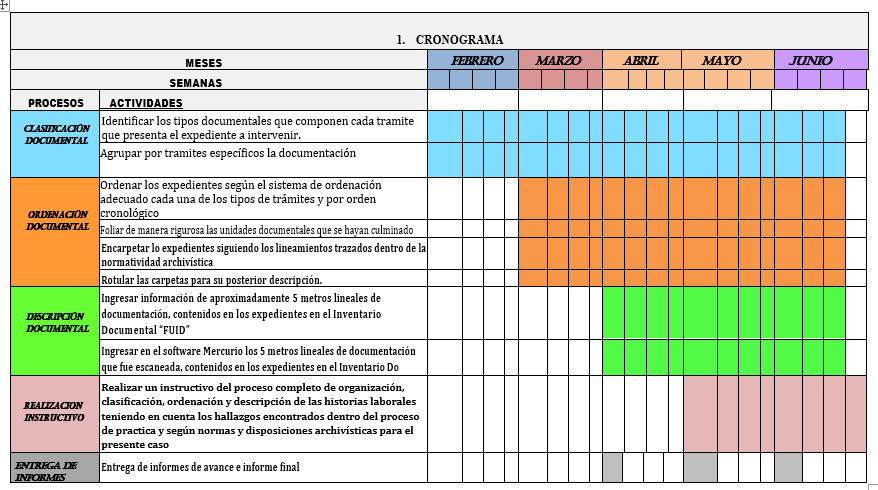 1. CRONOGRAMA
MESES FEBRERO MARZO ABRIL MAYO JUNIO
SEMANAS
PROCESOS ACTIVIDADES
CLASIFICACIÓN
DOCUMENTAL
Identificar los tipos documentales que componen cada tramite
que presenta el expediente a intervenir.
Agrupar por tramites específicos la documentación
ORDENACIÓN
DOCUMENTAL
Ordenar los expedientes según el sistema de ordenación
adecuado cada una de los tipos de trámites y por orden
cronológico
Foliar de manera rigurosa las unidades documentales que se hayan culminado
Encarpetar lo expedientes siguiendo los lineamientos trazados dentro de la
normatividad archivística
Rotular las carpetas para su posterior descripción.
DESCRIPCIÓN
DOCUMENTAL
Ingresar información de aproximadamente 5 metros lineales de
documentación, contenidos en los expedientes en el Inventario
Documental “FUID”
Ingresar en el software Mercurio los 5 metros lineales de documentación
que fue escaneada, contenidos en los expedientes en el Inventario Do
REALIZACION
INSTRUCTIVO
Realizar un instructivo del proceso completo de organización,
clasificación, ordenación y descripción de las historias laborales
teniendo en cuenta los hallazgos encontrados dentro del proceso
de practica y según normas y disposiciones archivísticas para el
presente caso
ENTREGA DE
INFORMES
Entrega de informes de avance e informe final